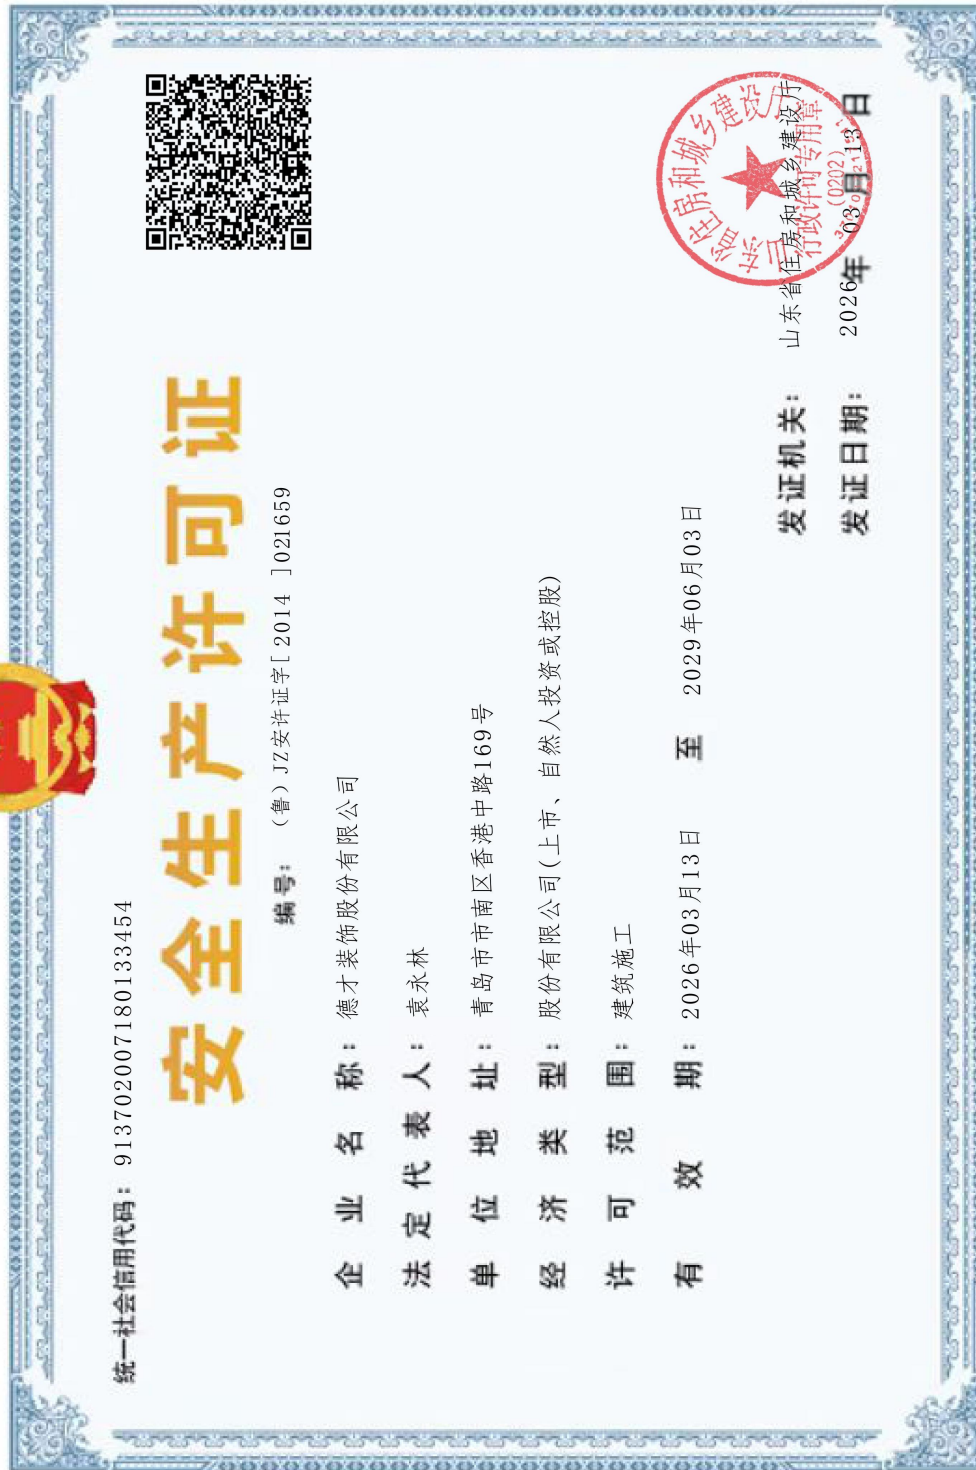 统一社会信用代码：913702007180133454
安全生产许可证
编号：（鲁）JZ安许证字[2014 ]021659
企业名称：德才装饰股份有限公司
法定代表人：袁永林
单位地址：青岛市市南区香港中路169号
经济类型：股份有限公司(上市、自然人投资或控股)
许可范围：建筑施工
有效期：2026年03月13日 至 2029年06月03日
发证机关：山东省住房和城乡建设厅
发证日期：2026年03月13日
山东省住房和城乡建设厅
行政许可专用章
(0202)